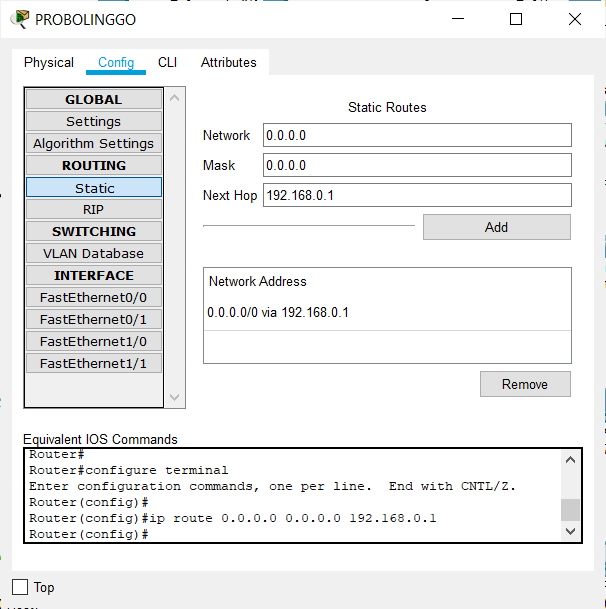 PROBOLINGGO
Physical Config CLI Attributes
GLOBAL
Settings
Algorithm Settings
ROUTING
Static
RIP
SWITCHING
VLAN Database
INTERFACE
FastEthernet0/0
FastEthernet0/1
FastEthernet1/0
FastEthernet1/1
Static Routes
Network 0.0.0.0
Mask 0.0.0.0
Next Hop 192.168.0.1
Add
Network Address
0.0.0.0/0 via 192.168.0.1
Remove
Equivalent IOS Commands
Router#
Router#configure terminal
Enter configuration commands, one per line. End with CNTL/Z.
Router(config)#
Router(config)#ip route 0.0.0.0 0.0.0.0 192.168.0.1
Router(config)#
Top